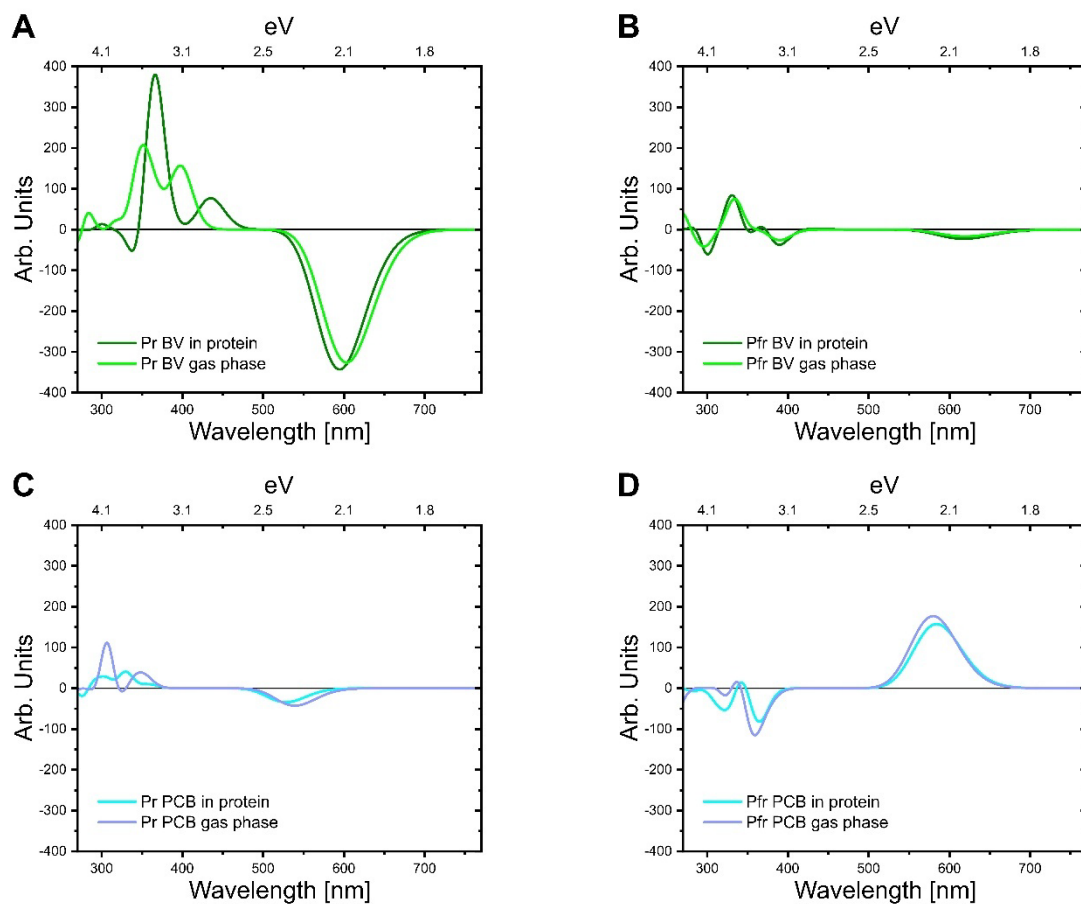 A
eV
4.1 3.1 2.5 2.1 1.8
400
300
200
100
0
-100
-200
-300
-400
Arb. Units
Pr BV in protein
Pr BV gas phase
300 400 500 600 700
Wavelength [nm]
B
eV
4.1 3.1 2.5 2.1 1.8
400
300
200
100
0
-100
-200
-300
-400
Arb. Units
Pfr BV in protein
Pfr BV gas phase
300 400 500 600 700
Wavelength [nm]
C
eV
4.1 3.1 2.5 2.1 1.8
400
300
200
100
0
-100
-200
-300
-400
Arb. Units
Pr PCB in protein
Pr PCB gas phase
300 400 500 600 700
Wavelength [nm]
D
eV
4.1 3.1 2.5 2.1 1.8
400
300
200
100
0
-100
-200
-300
-400
Arb. Units
Pfr PCB in protein
Pfr PCB gas phase
300 400 500 600 700
Wavelength [nm]